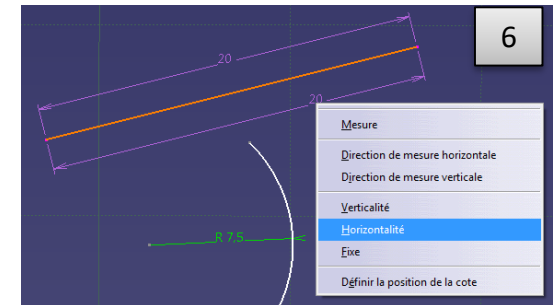 6
20
20
Mesure
Direction de mesure horizontale
Direction de mesure verticale
Verticalité
Horizontalité
Fixe
R 7,5
Définir la position de la cote